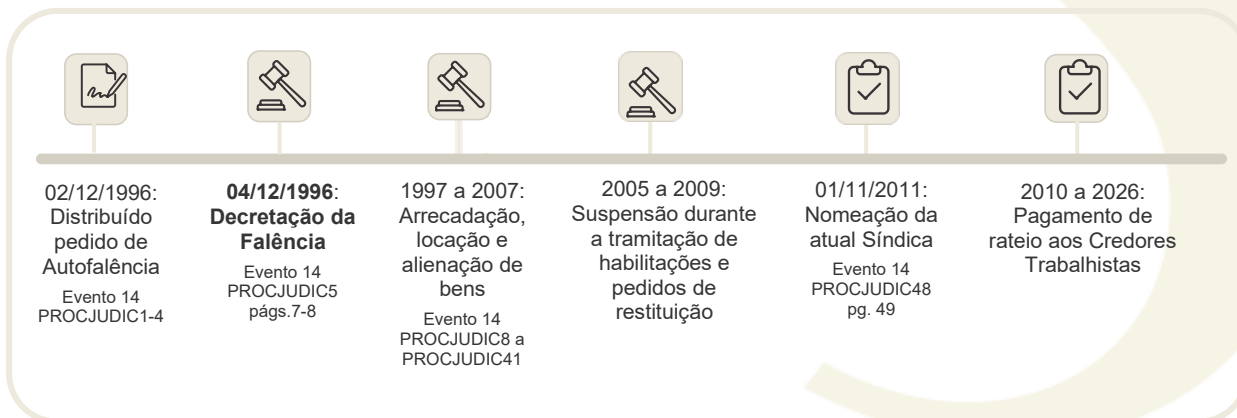 02/12/1996:
Distribuído
pedido de
Autofalência
Evento 14
PROCJUDIC1-4
04/12/1996:
Decretação da
Falência
Evento 14
PROCJUDIC5
págs.7-8
1997 a 2007:
Arrecadação,
locação e
alienação de
bens
Evento 14
PROCJUDIC8 a
PROCJUDIC41
2005 a 2009:
Suspensão durante
a tramitação de
habilitações e
pedidos de
restituição
01/11/2011:
Nomeação da
atual Síndica
Evento 14
PROCJUDIC48
pg. 49
2010 a 2026:
Pagamento de
rateio aos Credores
Trabalhistas